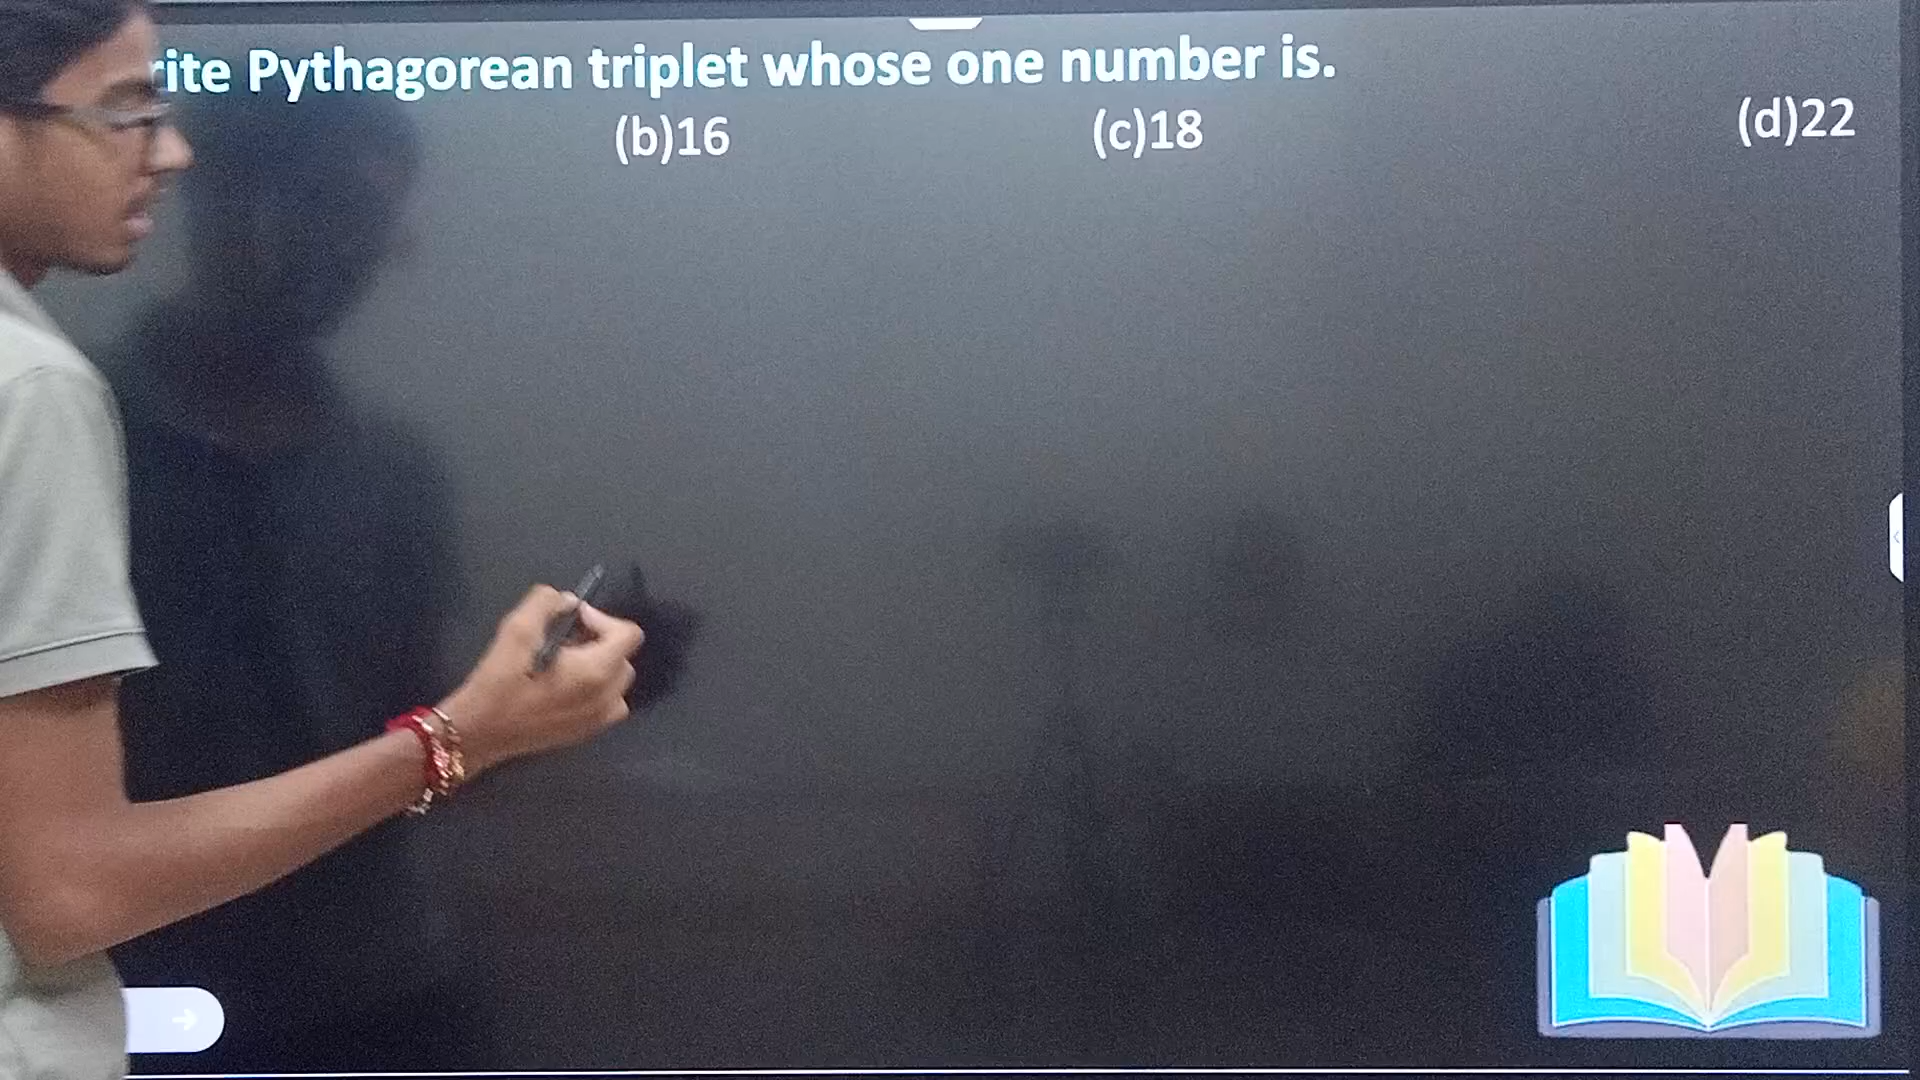 rite Pythagorean triplet whose one number is.
(b)16 (c)18 (d)22